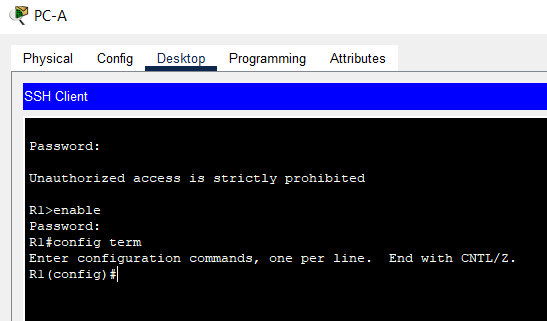 PC-A
Physical Config Desktop Programming Attributes
SSH Client
Password:
Unauthorized access is strictly prohibited
R1>enable
Password:
R1#config term
Enter configuration commands, one per line.  End with CNTL/Z.
R1(config)#